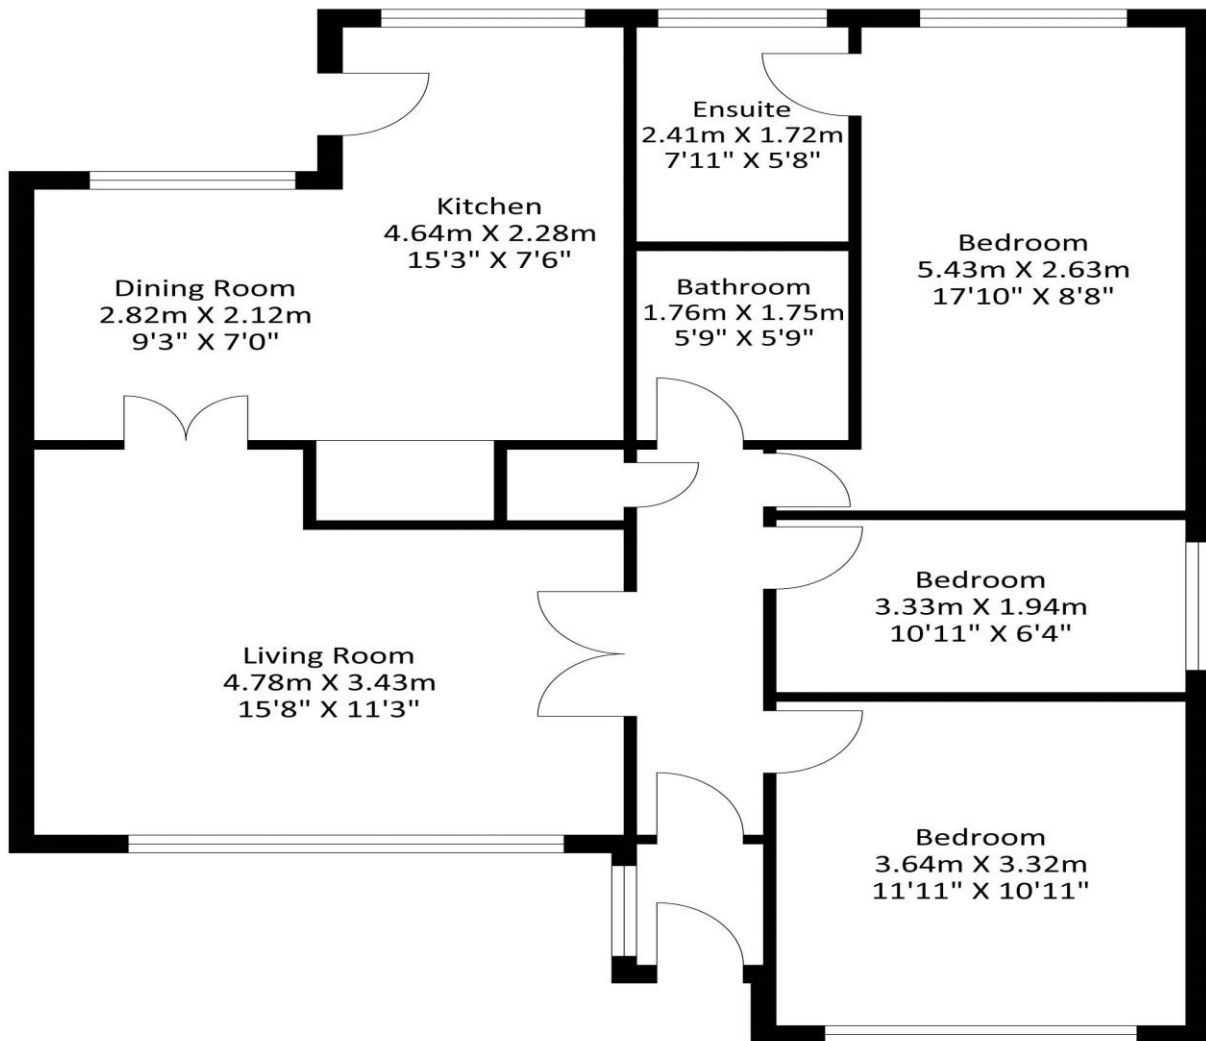 Ensuite
2.41m X 1.72m
7'11" X 5'8"
Kitchen
4.64m X 2.28m
15'3" X 7'6"
Bedroom
5.43m X 2.63m
17'10" X 8'8"
Dining Room
2.82m X 2.12m
9'3" X 7'0"
Bathroom
1.76m X 1.75m
5'9" X 5'9"
Bedroom
3.33m X 1.94m
10'11" X 6'4"
Living Room
4.78m X 3.43m
15'8" X 11'3"
Bedroom
3.64m X 3.32m
11'11" X 10'11"